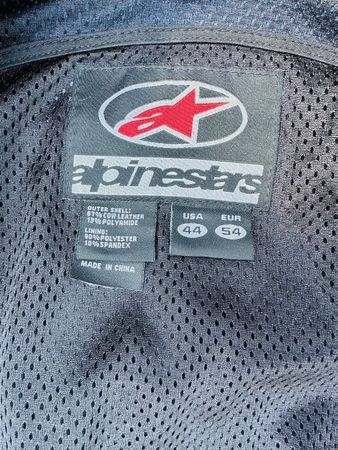 alpinestars
OUTER SHELL:
87% COW LEATHER
13% POLYAMIDE
LINING:
90% POLYESTER
10% SPANDEX
MADE IN CHINA
USA EUR
44 54